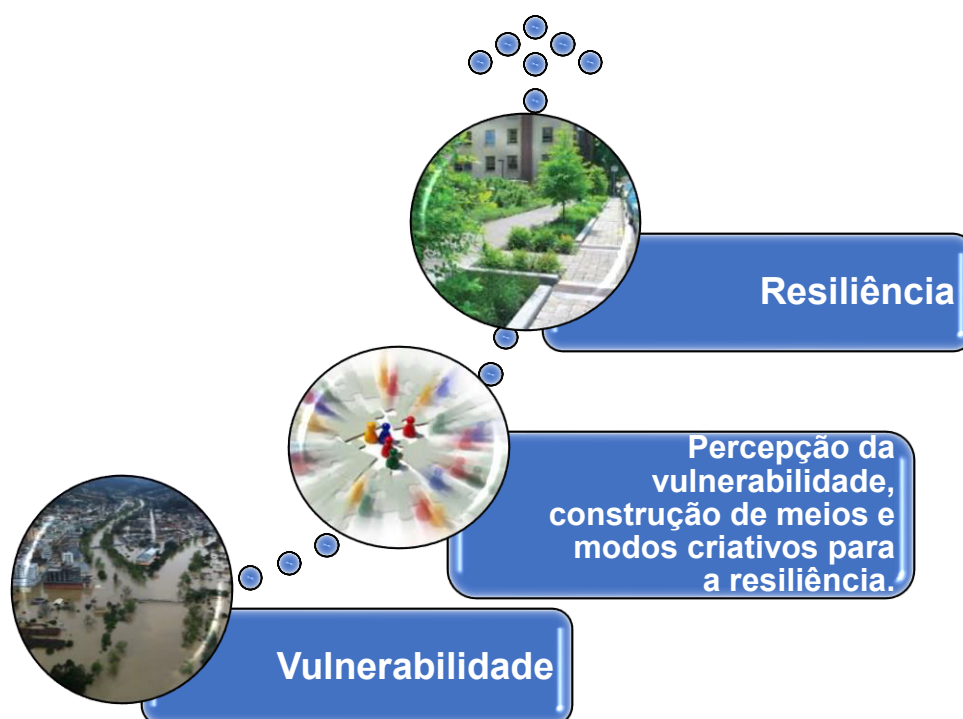 Resiliência
Percepção da
vulnerabilidade,
construção de meios e
modos criativos para
a resiliência.
Vulnerabilidade